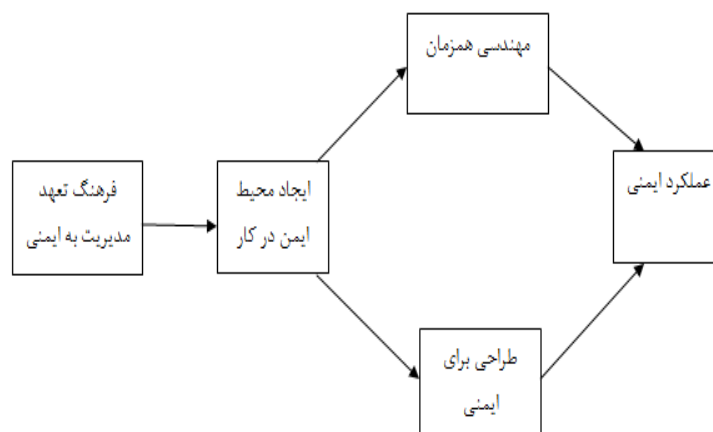 مهندسی همزمان
عملکرد ایمنی
ایجاد محیط
ایمن در کار
فرهنگ تعهد
مدیریت به ایمنی
طراحی برای
ایمنی